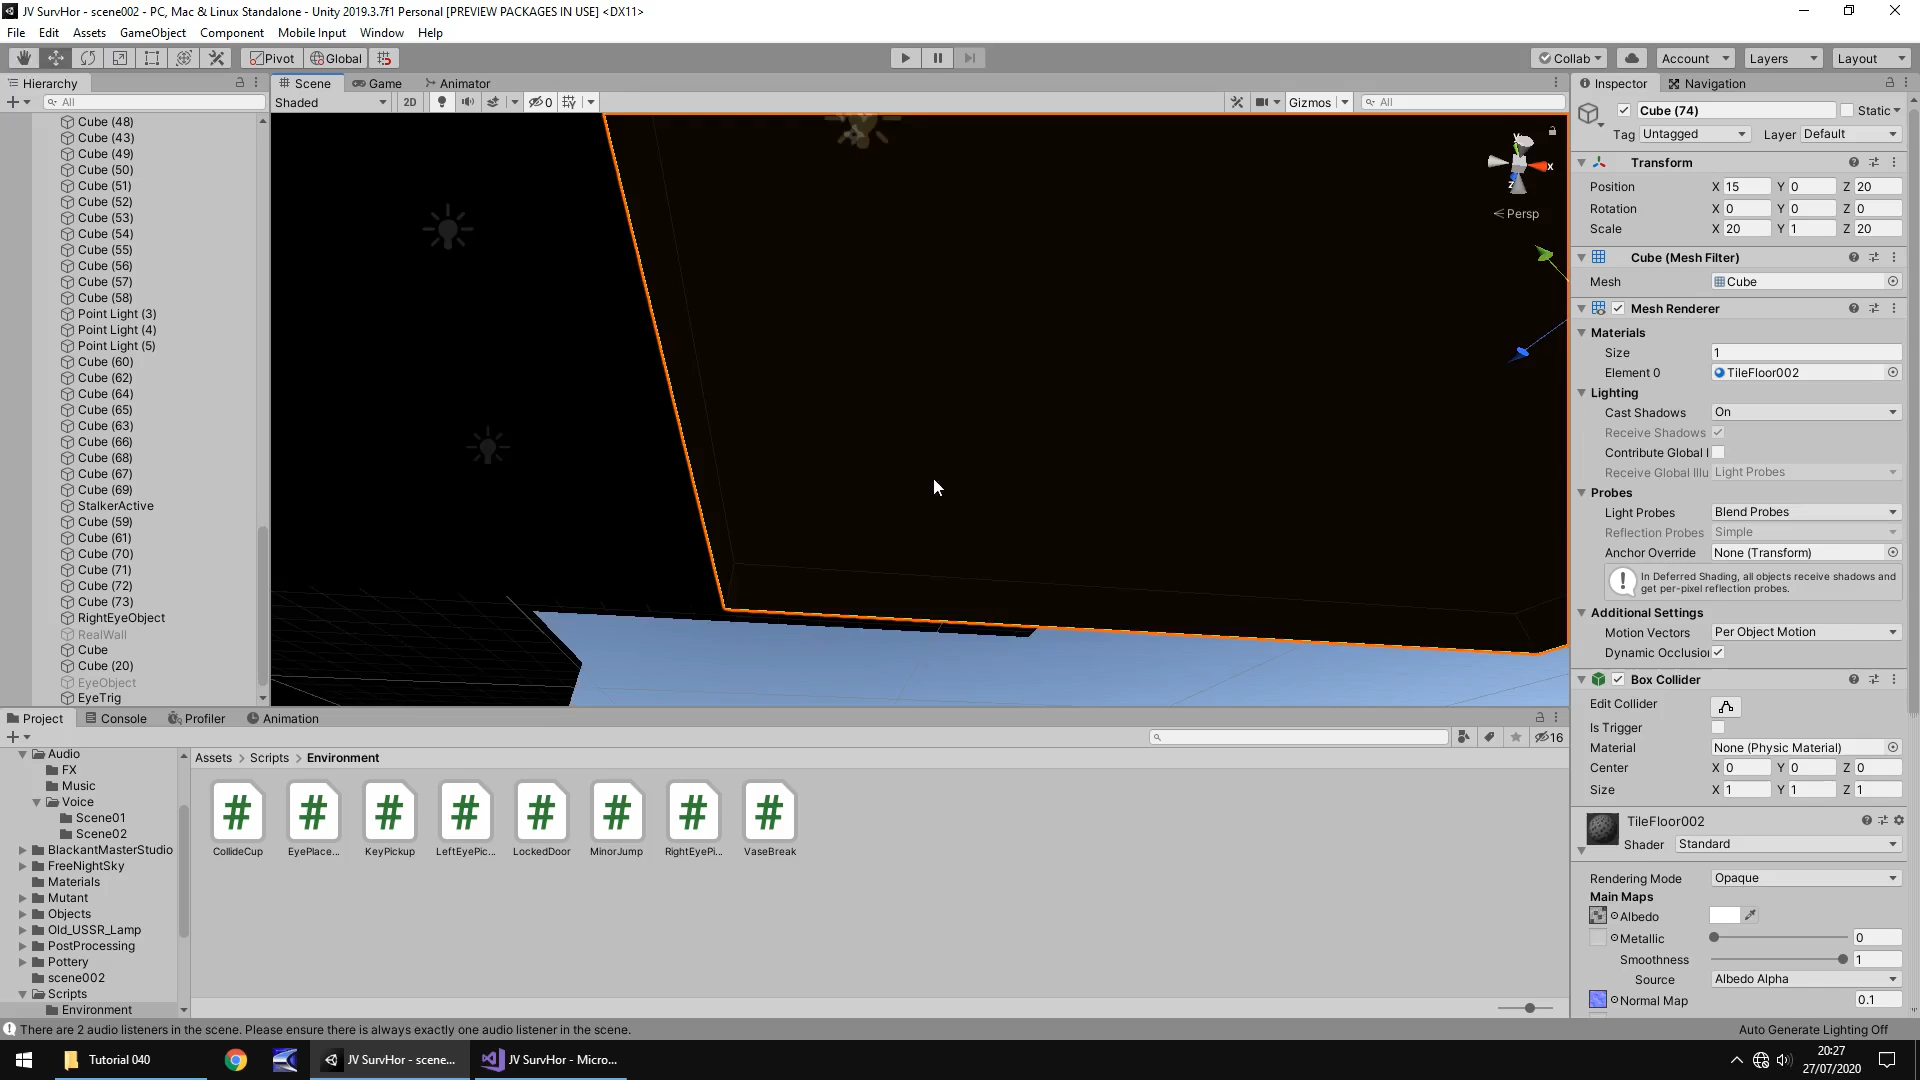 JV SurvHor - scene002 - PC, Mac & Linux Standalone - Unity 2019.3.7f1 Personal [PREVIEW PACKAGES IN USE] <DX11>
File Edit Assets GameObject Component Mobile Input Window Help
Pivot Global Collab Account Layers Layout
Hierarchy
All
Cube (48)
Cube (43)
Cube (49)
Cube (50)
Cube (51)
Cube (52)
Cube (53)
Cube (54)
Cube (55)
Cube (56)
Cube (57)
Cube (58)
Point Light (3)
Point Light (4)
Point Light (5)
Cube (60)
Cube (62)
Cube (64)
Cube (65)
Cube (63)
Cube (66)
Cube (68)
Cube (67)
Cube (69)
StalkerActive
Cube (59)
Cube (61)
Cube (70)
Cube (71)
Cube (72)
Cube (73)
RightEyeObject
RealWall
Cube
Cube (20)
EyeObject
EyeTrig
Scene Game Animator
Shaded 2D 0 Gizmos All
y
x
z
Persp
Inspector Navigation
Cube (74) Static
Tag Untagged Layer Default
Transform
Position X 15 Y 0 Z 20
Rotation X 0 Y 0 Z 0
Scale X 20 Y 1 Z 20
Cube (Mesh Filter)
Mesh Cube
Mesh Renderer
Materials
Size 1
Element 0 TileFloor002
Lighting
Cast Shadows On
Receive Shadows
Contribute Global I
Receive Global Illu Light Probes
Probes
Light Probes Blend Probes
Reflection Probes Simple
Anchor Override None (Transform)
In Deferred Shading, all objects receive shadows and
get per-pixel reflection probes.
Additional Settings
Motion Vectors Per Object Motion
Dynamic Occlusion
Box Collider
Edit Collider
Is Trigger
Material None (Physic Material)
Center X 0 Y 0 Z 0
Size X 1 Y 1 Z 1
TileFloor002
Shader Standard
Rendering Mode Opaque
Main Maps
Albedo
Metallic 0
Smoothness 1
Source Albedo Alpha
Normal Map 0.1
Project Console Profiler Animation
16
Audio
FX
Music
Voice
Scene01
Scene02
BlackantMasterStudio
FreeNightSky
Materials
Mutant
Objects
Old_USSR_Lamp
PostProcessing
Pottery
scene002
Scripts
Environment
Assets > Scripts > Environment
# # # # # # # #
CollideCup EyePlace... KeyPickup LeftEyePic... LockedDoor MinorJump RightEyePi... VaseBreak
There are 2 audio listeners in the scene. Please ensure there is always exactly one audio listener in the scene.
Auto Generate Lighting Off
Tutorial 040 JV SurvHor - scene... JV SurvHor - Micro...
20:27
27/07/2020